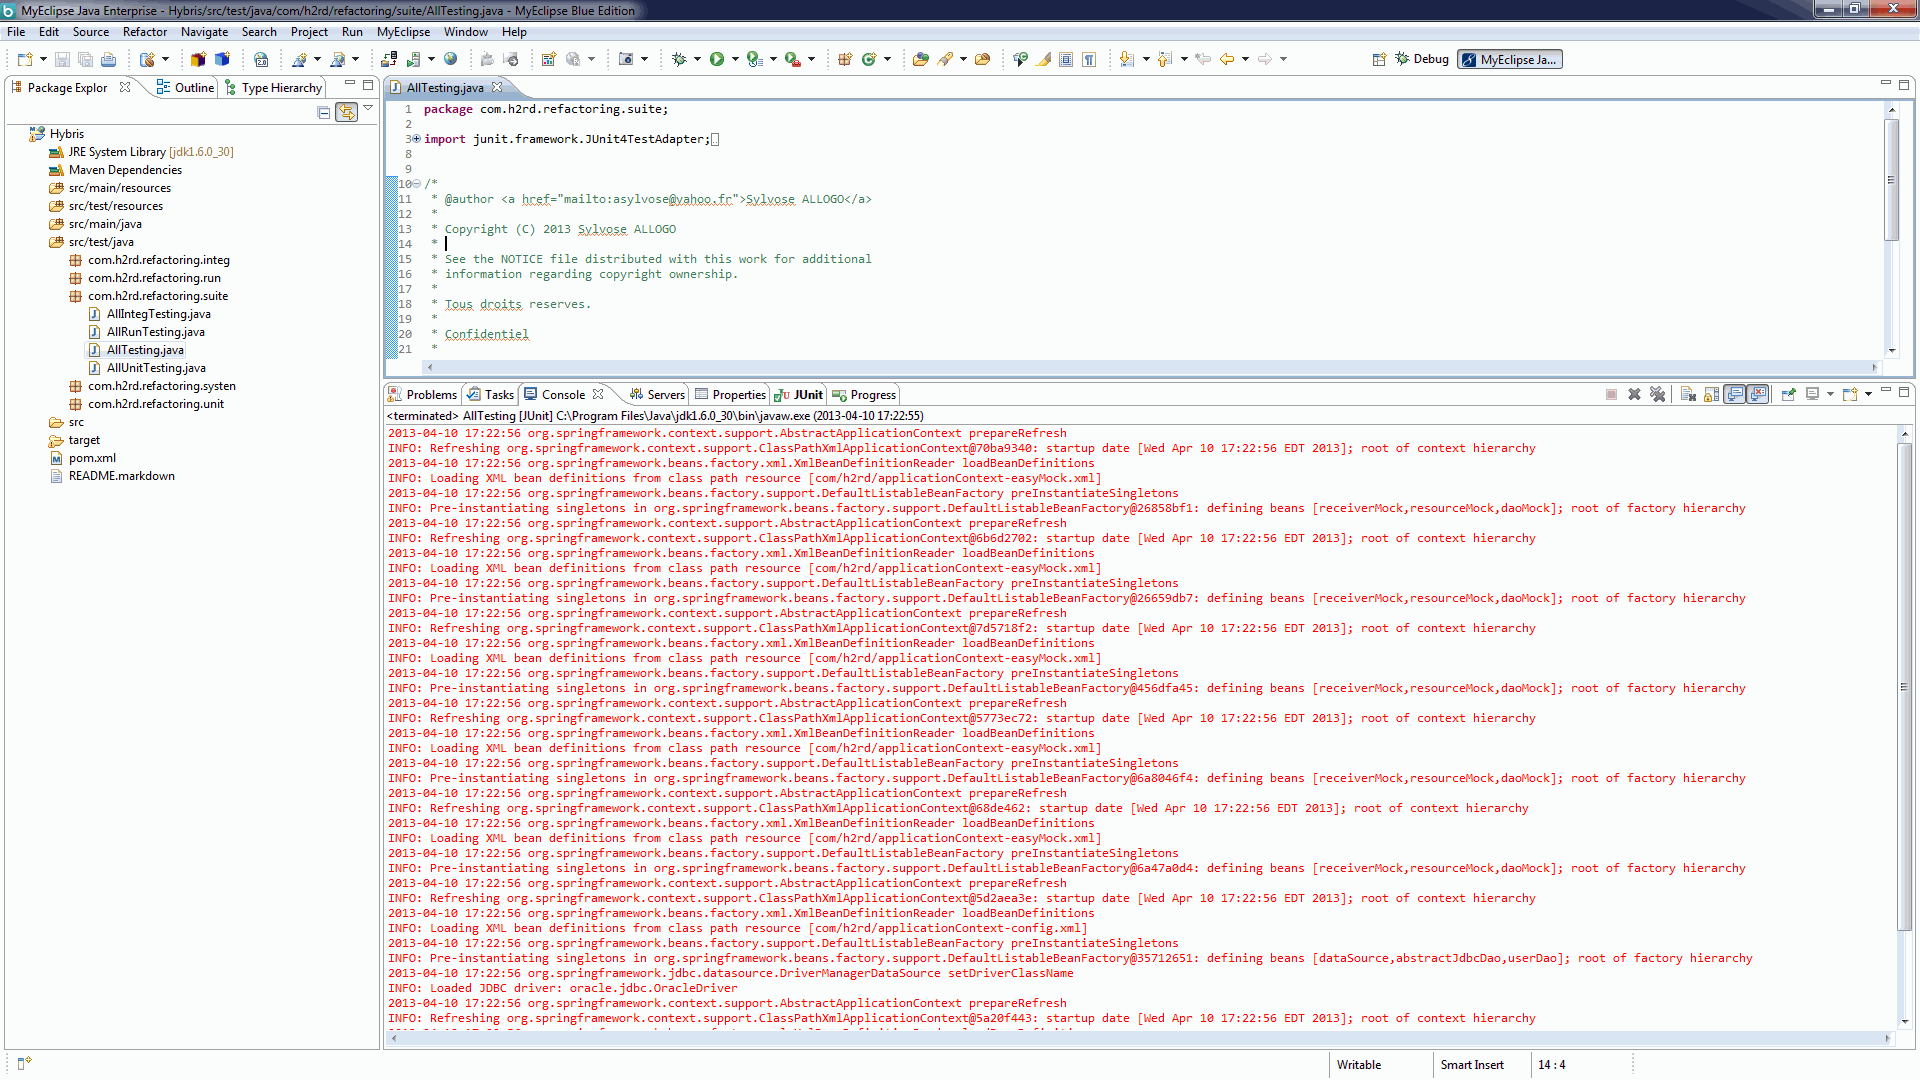 MyEclipse Java Enterprise - Hybris/src/test/java/com/h2rd/refactoring/suite/AllTesting.java - MyEclipse Blue Edition
File Edit Source Refactor Navigate Search Project Run MyEclipse Window Help
Debug
MyEclipse Ja...
Package Explor
Outline
Type Hierarchy
Hybris
JRE System Library [jdk1.6.0_30]
Maven Dependencies
src/main/resources
src/test/resources
src/main/java
src/test/java
com.h2rd.refactoring.integ
com.h2rd.refactoring.run
com.h2rd.refactoring.suite
AllIntegTesting.java
AllRunTesting.java
AllTesting.java
AllUnitTesting.java
com.h2rd.refactoring.systen
com.h2rd.refactoring.unit
src
target
pom.xml
README.markdown
AllTesting.java
1 package com.h2rd.refactoring.suite;
2
3 import junit.framework.JUnit4TestAdapter;
8
9
10 /*
11 * @author <a href="mailto:asylvose@yahoo.fr">Sylvose ALLOGO</a>
12 *
13 * Copyright (C) 2013 Sylvose ALLOGO
14 *
15 * See the NOTICE file distributed with this work for additional
16 * information regarding copyright ownership.
17 *
18 * Tous droits reserves.
19 *
20 * Confidentiel
21 *
Problems Tasks Console Servers Properties JUnit Progress
<terminated> AllTesting [JUnit] C:\Program Files\Java\jdk1.6.0_30\bin\javaw.exe (2013-04-10 17:22:55)
2013-04-10 17:22:56 org.springframework.context.support.AbstractApplicationContext prepareRefresh
INFO: Refreshing org.springframework.context.support.ClassPathXmlApplicationContext@70ba9340: startup date [Wed Apr 10 17:22:56 EDT 2013]; root of context hierarchy
2013-04-10 17:22:56 org.springframework.beans.factory.xml.XmlBeanDefinitionReader loadBeanDefinitions
INFO: Loading XML bean definitions from class path resource [com/h2rd/applicationContext-easyMock.xml]
2013-04-10 17:22:56 org.springframework.beans.factory.support.DefaultListableBeanFactory preInstantiateSingletons
INFO: Pre-instantiating singletons in org.springframework.beans.factory.support.DefaultListableBeanFactory@26858bf1: defining beans [receiverMock,resourceMock,daoMock]; root of factory hierarchy
2013-04-10 17:22:56 org.springframework.context.support.AbstractApplicationContext prepareRefresh
INFO: Refreshing org.springframework.context.support.ClassPathXmlApplicationContext@6b6d2702: startup date [Wed Apr 10 17:22:56 EDT 2013]; root of context hierarchy
2013-04-10 17:22:56 org.springframework.beans.factory.xml.XmlBeanDefinitionReader loadBeanDefinitions
INFO: Loading XML bean definitions from class path resource [com/h2rd/applicationContext-easyMock.xml]
2013-04-10 17:22:56 org.springframework.beans.factory.support.DefaultListableBeanFactory preInstantiateSingletons
INFO: Pre-instantiating singletons in org.springframework.beans.factory.support.DefaultListableBeanFactory@26659db7: defining beans [receiverMock,resourceMock,daoMock]; root of factory hierarchy
2013-04-10 17:22:56 org.springframework.context.support.AbstractApplicationContext prepareRefresh
INFO: Refreshing org.springframework.context.support.ClassPathXmlApplicationContext@7d5718f2: startup date [Wed Apr 10 17:22:56 EDT 2013]; root of context hierarchy
2013-04-10 17:22:56 org.springframework.beans.factory.xml.XmlBeanDefinitionReader loadBeanDefinitions
INFO: Loading XML bean definitions from class path resource [com/h2rd/applicationContext-easyMock.xml]
2013-04-10 17:22:56 org.springframework.beans.factory.support.DefaultListableBeanFactory preInstantiateSingletons
INFO: Pre-instantiating singletons in org.springframework.beans.factory.support.DefaultListableBeanFactory@456dfa45: defining beans [receiverMock,resourceMock,daoMock]; root of factory hierarchy
2013-04-10 17:22:56 org.springframework.context.support.AbstractApplicationContext prepareRefresh
INFO: Refreshing org.springframework.context.support.ClassPathXmlApplicationContext@5773ec72: startup date [Wed Apr 10 17:22:56 EDT 2013]; root of context hierarchy
2013-04-10 17:22:56 org.springframework.beans.factory.xml.XmlBeanDefinitionReader loadBeanDefinitions
INFO: Loading XML bean definitions from class path resource [com/h2rd/applicationContext-easyMock.xml]
2013-04-10 17:22:56 org.springframework.beans.factory.support.DefaultListableBeanFactory preInstantiateSingletons
INFO: Pre-instantiating singletons in org.springframework.beans.factory.support.DefaultListableBeanFactory@6a8046f4: defining beans [receiverMock,resourceMock,daoMock]; root of factory hierarchy
2013-04-10 17:22:56 org.springframework.context.support.AbstractApplicationContext prepareRefresh
INFO: Refreshing org.springframework.context.support.ClassPathXmlApplicationContext@68de462: startup date [Wed Apr 10 17:22:56 EDT 2013]; root of context hierarchy
2013-04-10 17:22:56 org.springframework.beans.factory.xml.XmlBeanDefinitionReader loadBeanDefinitions
INFO: Loading XML bean definitions from class path resource [com/h2rd/applicationContext-easyMock.xml]
2013-04-10 17:22:56 org.springframework.beans.factory.support.DefaultListableBeanFactory preInstantiateSingletons
INFO: Pre-instantiating singletons in org.springframework.beans.factory.support.DefaultListableBeanFactory@6a47a0d4: defining beans [receiverMock,resourceMock,daoMock]; root of factory hierarchy
2013-04-10 17:22:56 org.springframework.context.support.AbstractApplicationContext prepareRefresh
INFO: Refreshing org.springframework.context.support.ClassPathXmlApplicationContext@5d2aea3e: startup date [Wed Apr 10 17:22:56 EDT 2013]; root of context hierarchy
2013-04-10 17:22:56 org.springframework.beans.factory.xml.XmlBeanDefinitionReader loadBeanDefinitions
INFO: Loading XML bean definitions from class path resource [com/h2rd/applicationContext-config.xml]
2013-04-10 17:22:56 org.springframework.beans.factory.support.DefaultListableBeanFactory preInstantiateSingletons
INFO: Pre-instantiating singletons in org.springframework.beans.factory.support.DefaultListableBeanFactory@35712651: defining beans [dataSource,abstractJdbcDao,userDao]; root of factory hierarchy
2013-04-10 17:22:56 org.springframework.jdbc.datasource.DriverManagerDataSource setDriverClassName
INFO: Loaded JDBC driver: oracle.jdbc.OracleDriver
2013-04-10 17:22:56 org.springframework.context.support.AbstractApplicationContext prepareRefresh
INFO: Refreshing org.springframework.context.support.ClassPathXmlApplicationContext@5a20f443: startup date [Wed Apr 10 17:22:56 EDT 2013]; root of context hierarchy
Writable
Smart Insert
14 : 4